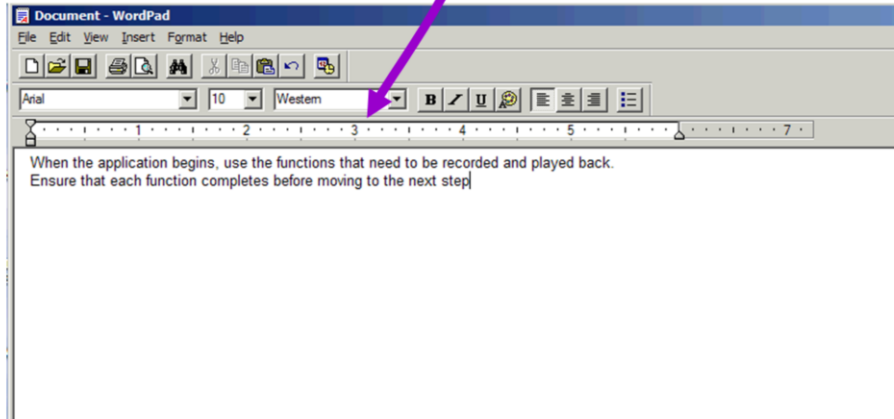 Document - WordPad
File Edit View Insert Format Help
Arial 10 Western B I U
1 2 3 4 5 7
When the application begins, use the functions that need to be recorded and played back.
Ensure that each function completes before moving to the next step